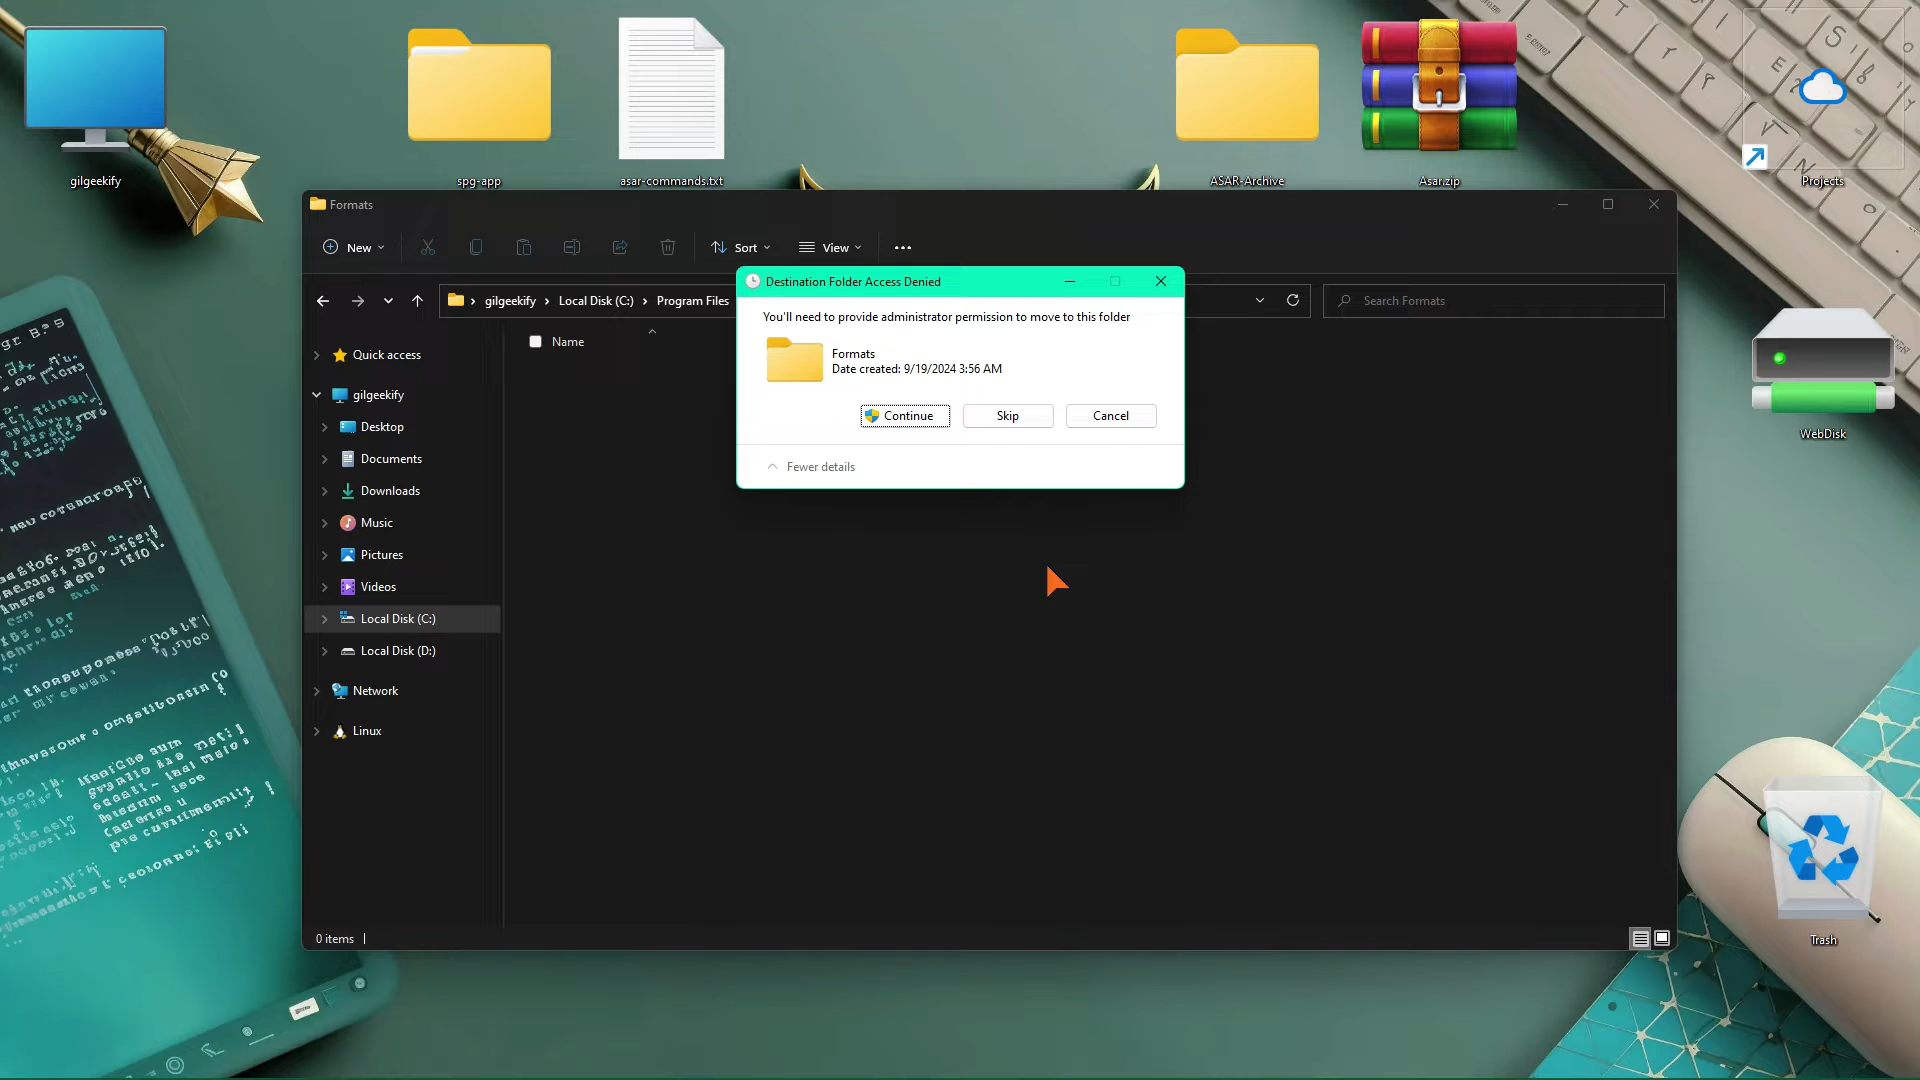 gilgeekify
spg-app
asar-commands.txt
ASAR-Archive
Asar.zip
Projects
Formats
New
Sort
View
Destination Folder Access Denied
gilgeekify
Local Disk (C:)
Program Files
Search Formats
You'll need to provide administrator permission to move to this folder
Name
Formats
Date created: 9/19/2024 3:56 AM
Continue
Skip
Cancel
Fewer details
Quick access
gilgeekify
Desktop
Documents
Downloads
Music
Pictures
Videos
Local Disk (C:)
Local Disk (D:)
Network
Linux
0 items
WebDisk
Trash